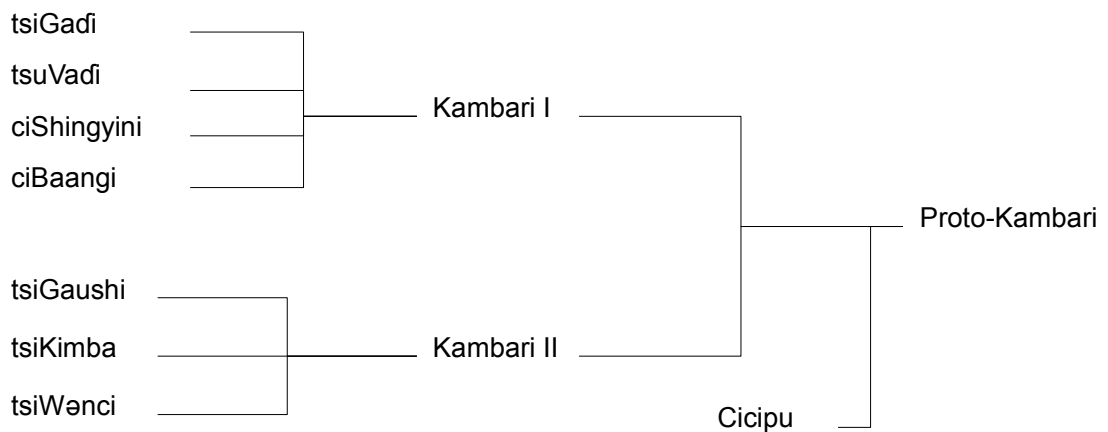 tsiGaɗi
tsuVaɗi
Kambari I
ciShingyini
ciBaangi
Proto-Kambari
tsiGaushi
tsiKimba
Kambari II
tsiWənci
Cicipu